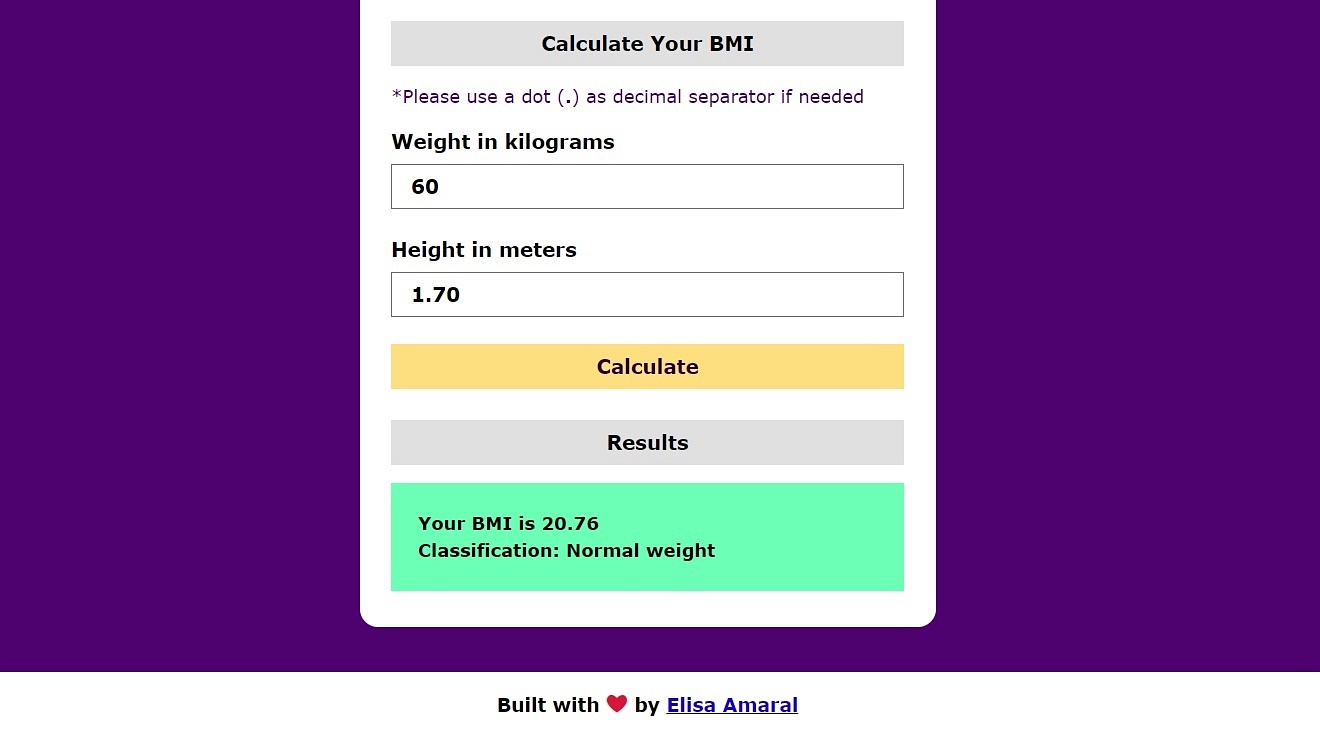 Calculate Your BMI
*Please use a dot (.) as decimal separator if needed
Weight in kilograms
60
Height in meters
1.70
Calculate
Results
Your BMI is 20.76
Classification: Normal weight
Built with ❤ by Elisa Amaral